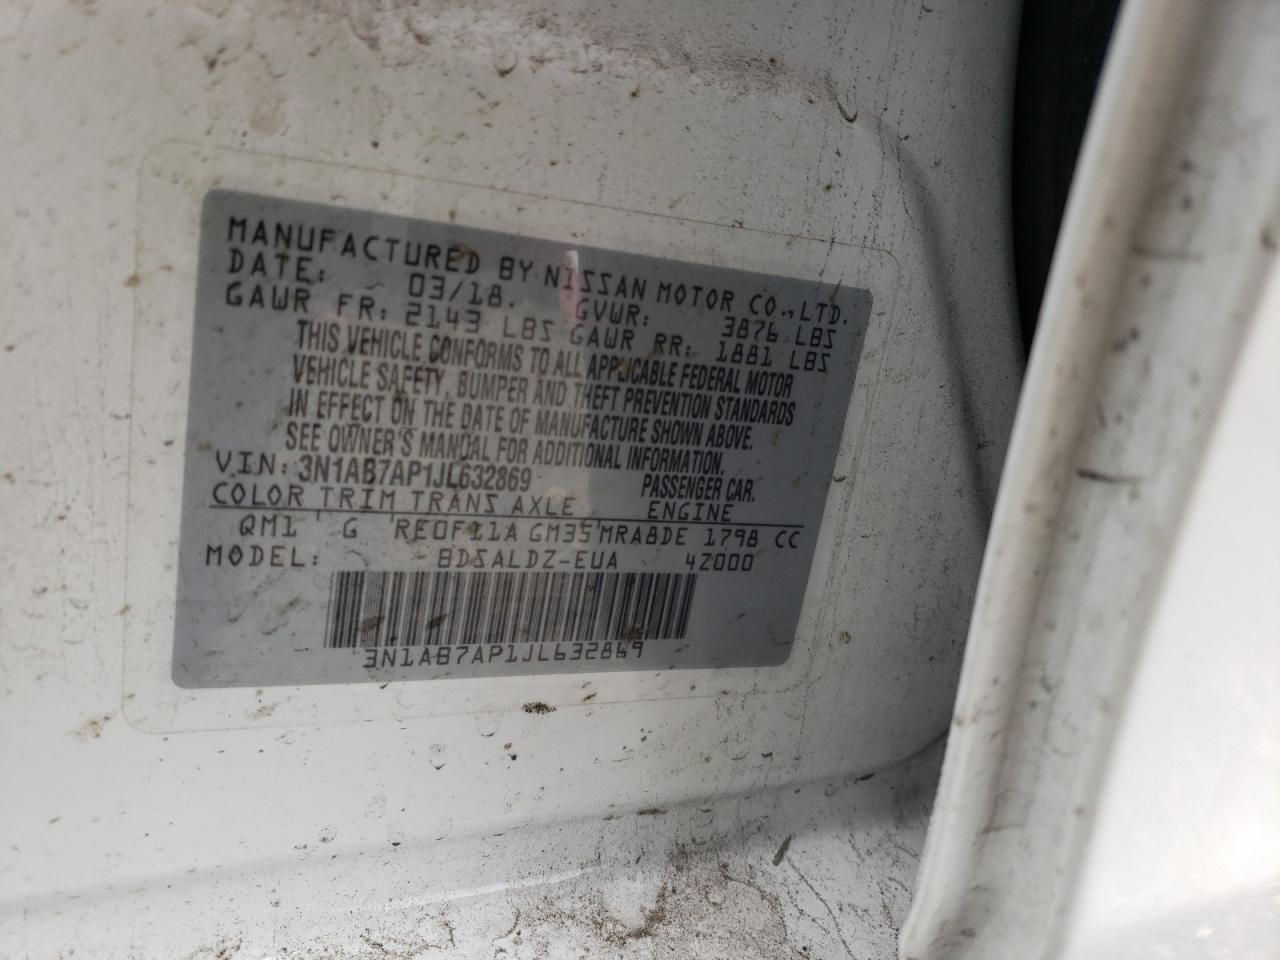 MANUFACTURED BY NISSAN MOTOR CO., LTD.
DATE: 03/18. GVWR: 3876 LBS
GAWR FR: 2143 LBS GAWR RR: 1881 LBS
THIS VEHICLE CONFORMS TO ALL APPLICABLE FEDERAL MOTOR
VEHICLE SAFETY, BUMPER AND THEFT PREVENTION STANDARDS
IN EFFECT ON THE DATE OF MANUFACTURE SHOWN ABOVE.
SEE OWNER'S MANUAL FOR ADDITIONAL INFORMATION.
VIN: 3N1AB7AP1JL632869 PASSENGER CAR.
COLOR TRIM TRANS AXLE ENGINE
QM1 G RE0F11A GM35 MRA8DE 1798 CC
MODEL: BDSALDZ-EUA 4Z000
3N1AB7AP1JL632869